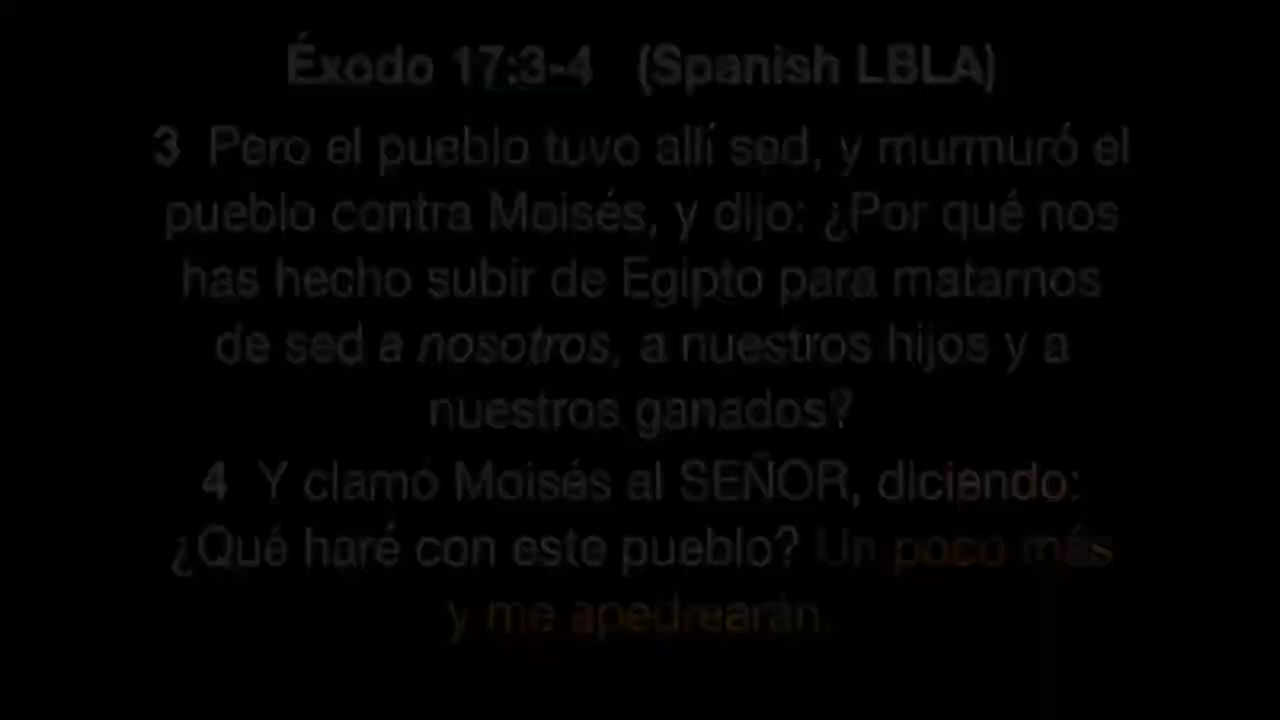 Éxodo 17:3-4 (Spanish LBLA)
3 Pero el pueblo tuvo allí sed, y murmuró el
pueblo contra Moisés, y dijo: ¿Por qué nos
has hecho subir de Egipto para matarnos
de sed a nosotros, a nuestros hijos y a
nuestros ganados?
4 Y clamó Moisés al SEÑOR, diciendo:
¿Qué haré con este pueblo? Un poco más
y me apedrearán.